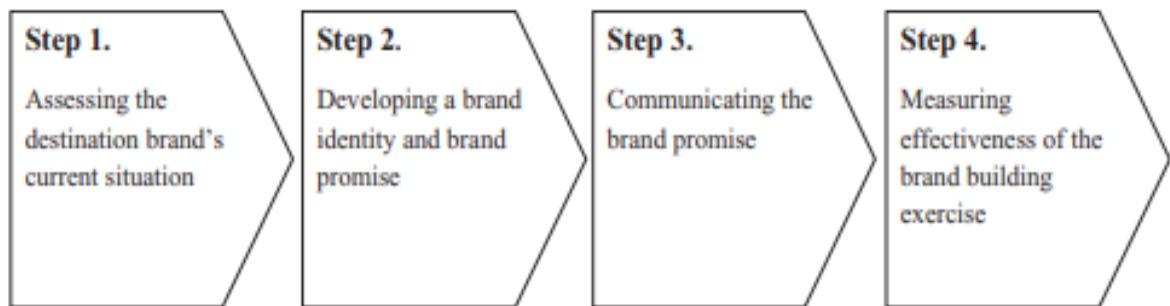 Step 1.
Assessing the
destination brand's
current situation
Step 2.
Developing a brand
identity and brand
promise
Step 3.
Communicating the
brand promise
Step 4.
Measuring
effectiveness of the
brand building
exercise